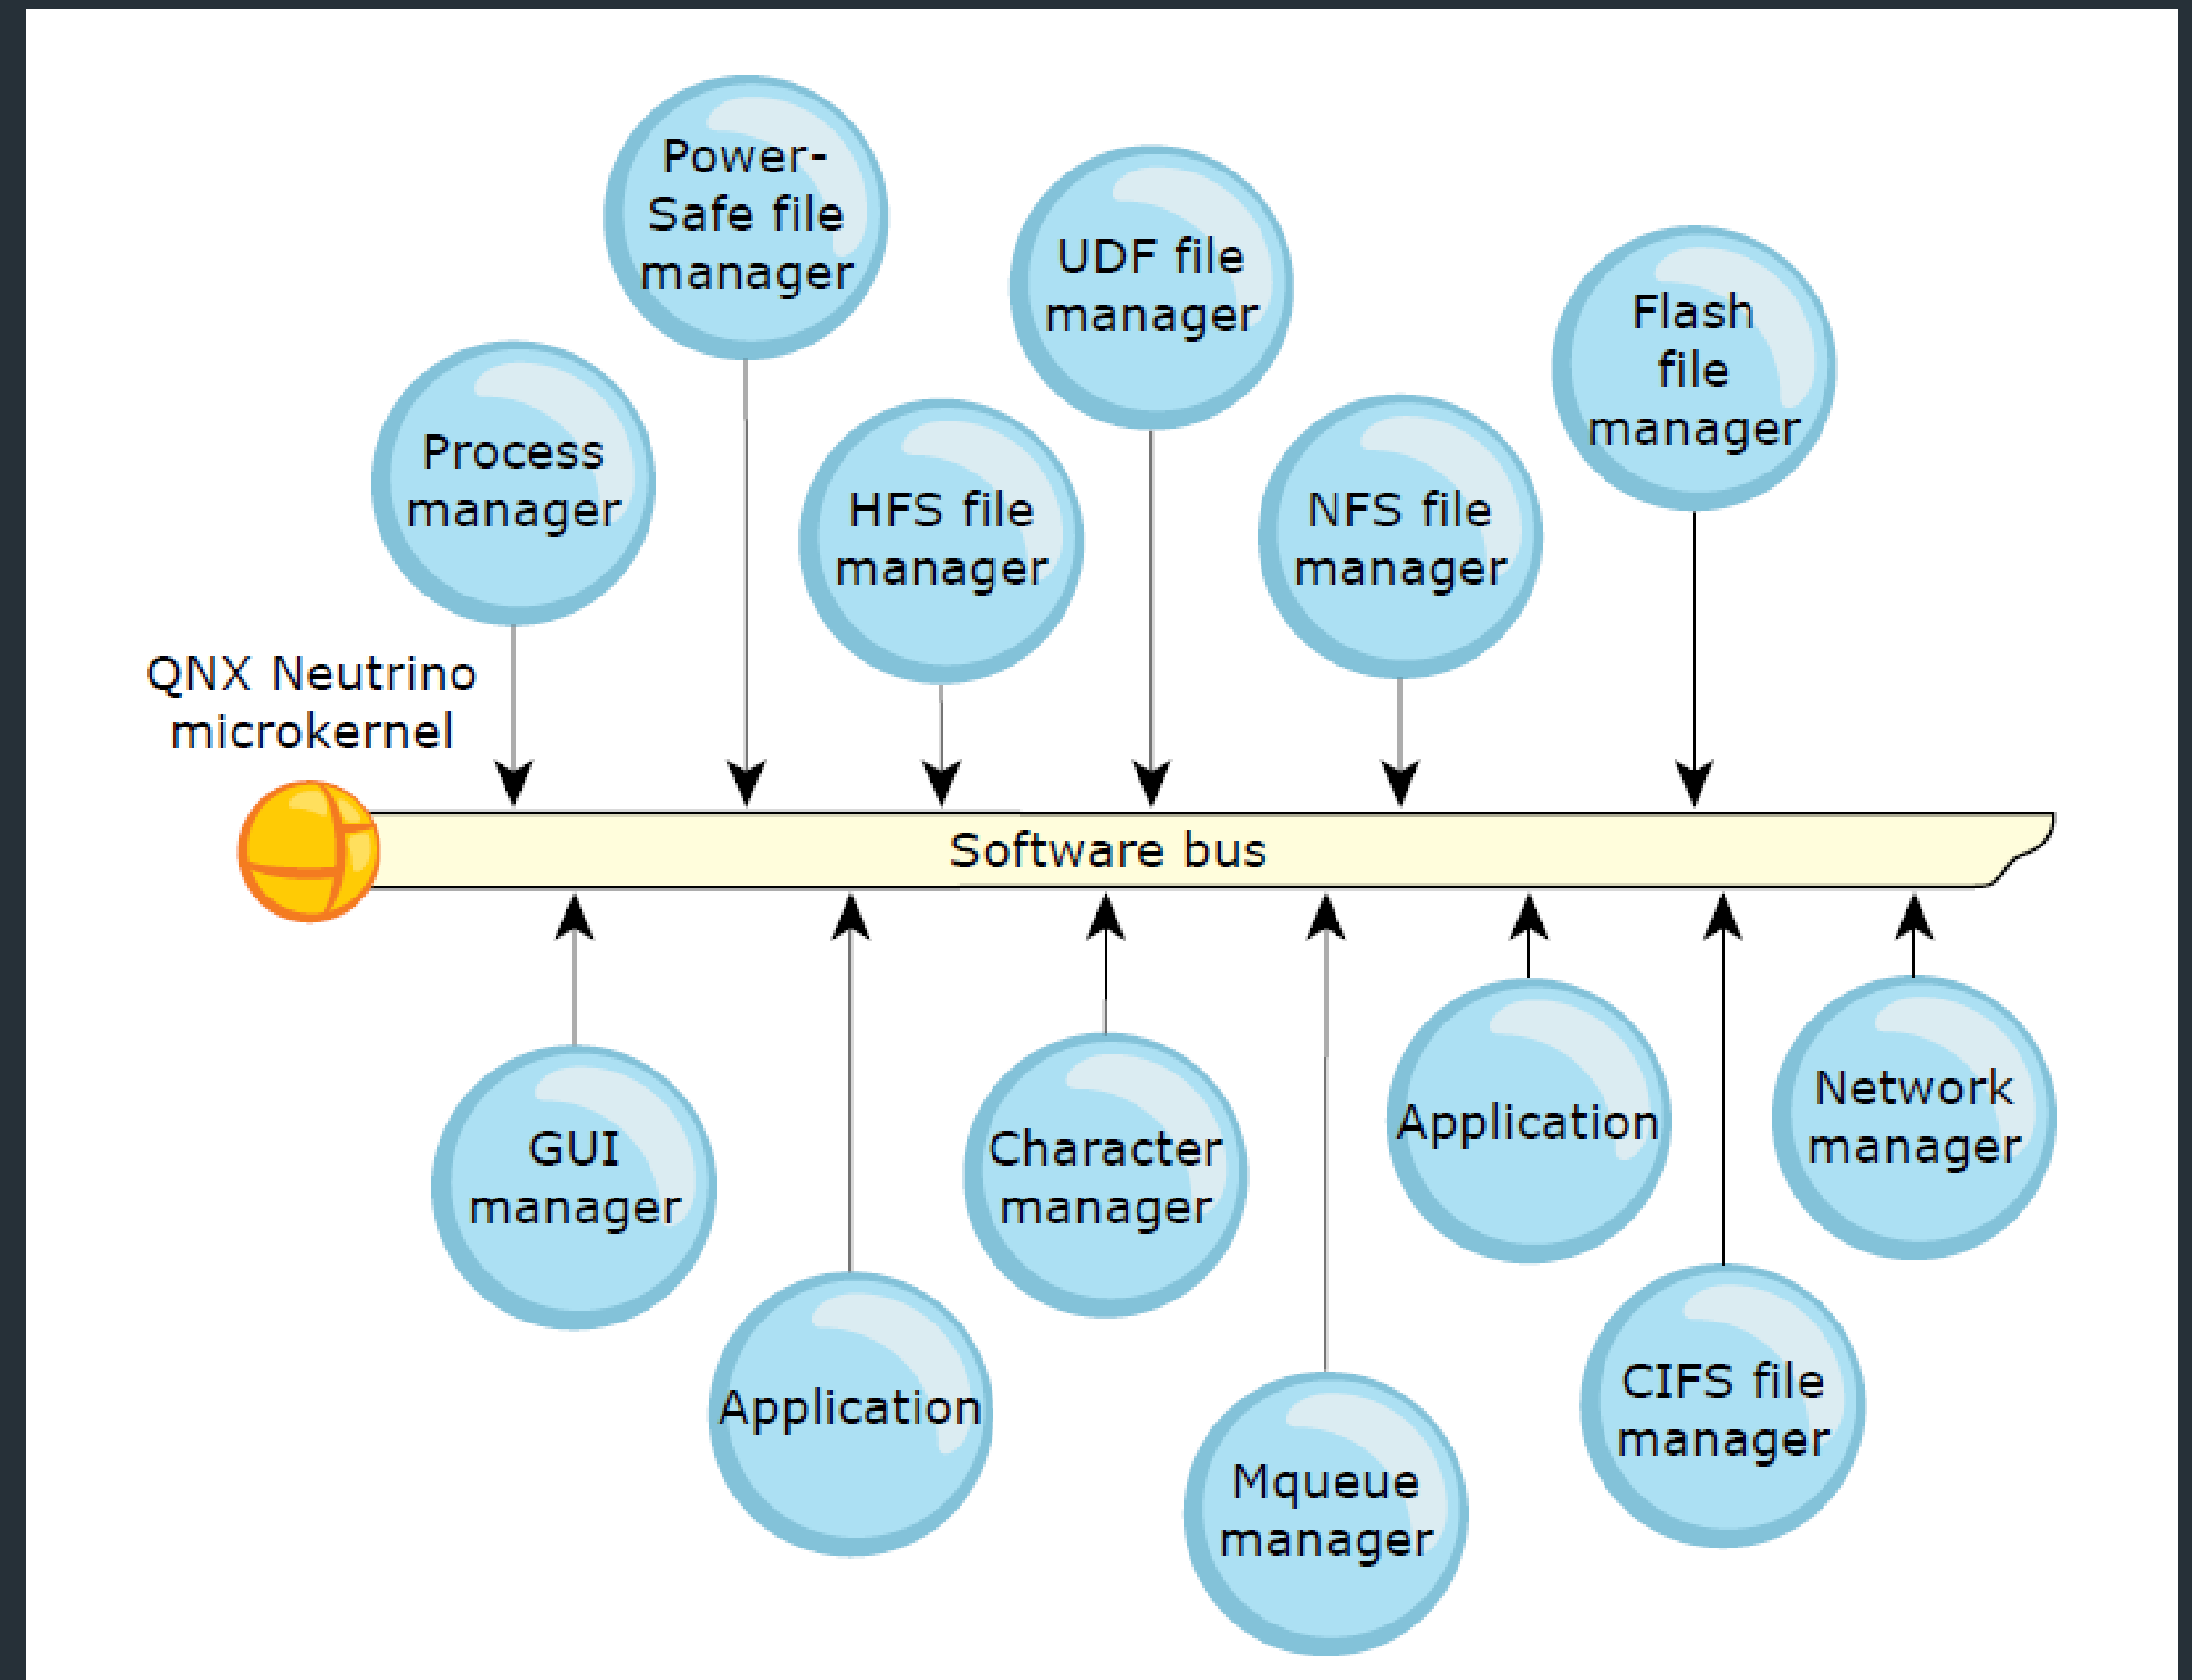 Power-
Safe file
manager
UDF file
manager
Flash
file
manager
Process
manager
HFS file
manager
NFS file
manager
QNX Neutrino
microkernel
Software bus
GUI
manager
Application
Character
manager
Mqueue
manager
Application
CIFS file
manager
Network
manager